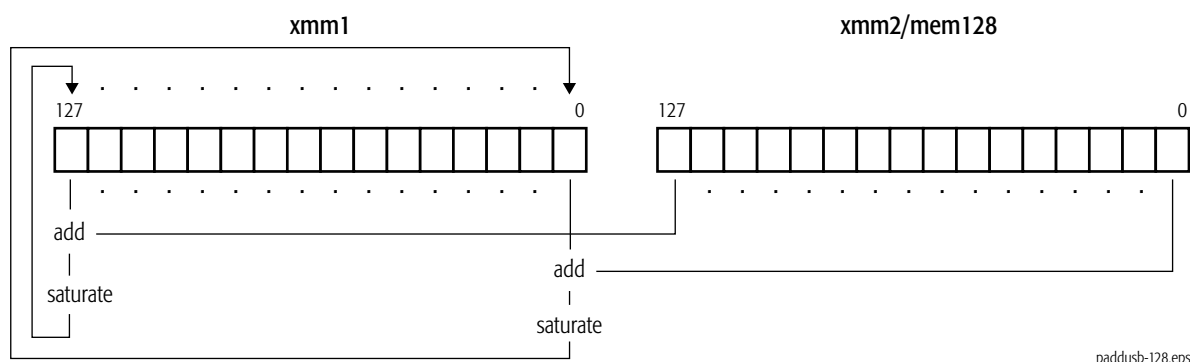 xmm1 xmm2/mem128
127 0 127 0
add
add
saturate
saturate
paddusb-128.eps